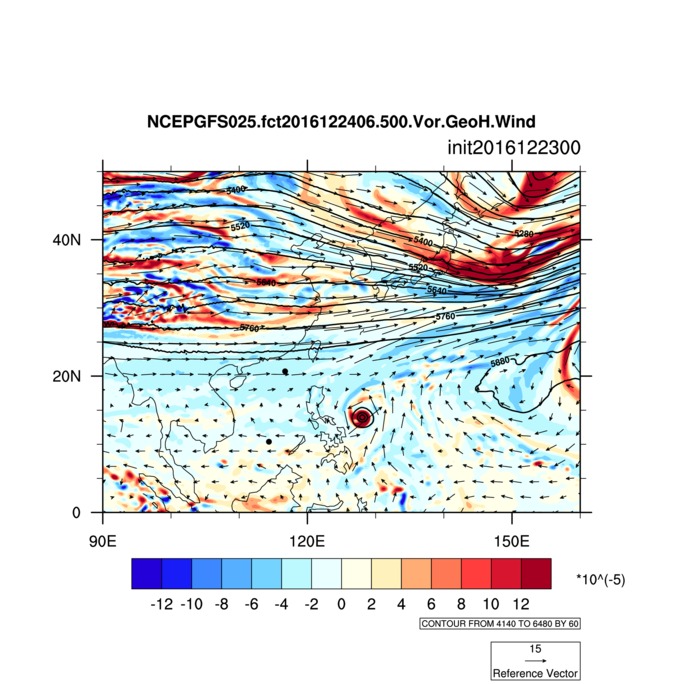 NCEPGFS025.fct2016122406.500.Vor.GeoH.Wind
init2016122300
5400
5520
5640
5760
5400
5280
5520
5640
5760
5880
40N
20N
0
90E 120E 150E
-12 -10 -8 -6 -4 -2 0 2 4 6 8 10 12
*10^(-5)
CONTOUR FROM 4140 TO 6480 BY 60
15
Reference Vector